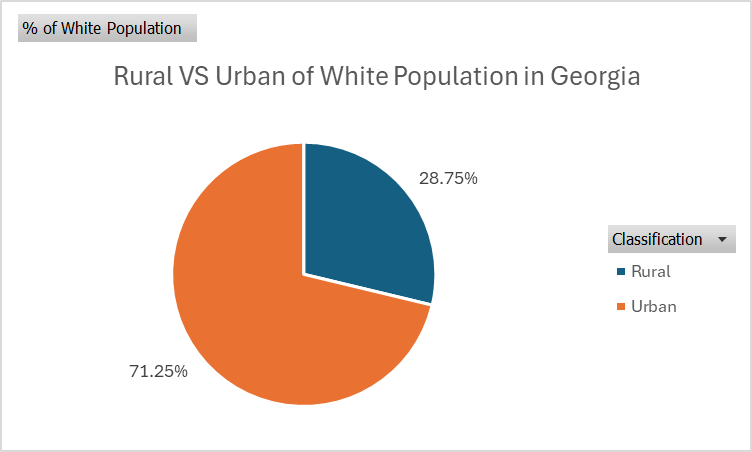 % of White Population
Rural VS Urban of White Population in Georgia
28.75%
Classification
Rural
Urban
71.25%